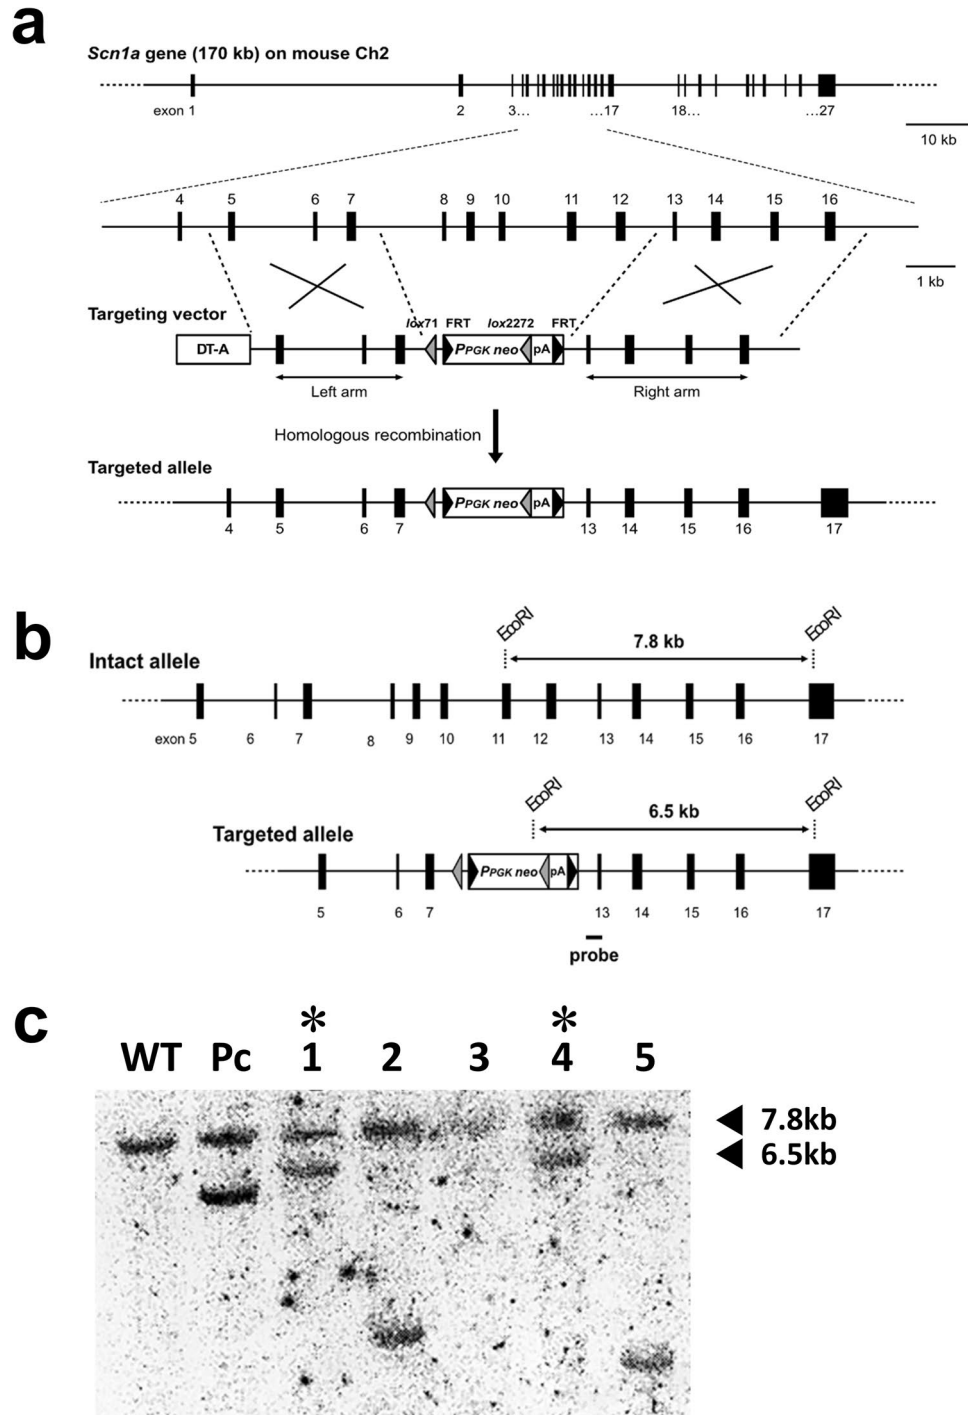 a
Scn1a gene (170 kb) on mouse Ch2
exon 1 2 3... ...17 18... ...27
10 kb
4 5 6 7 8 9 10 11 12 13 14 15 16
1 kb
Targeting vector
lox71 FRT lox2272 FRT
DT-A PPGK neo pA
Left arm Right arm
Homologous recombination
Targeted allele
PPGK neo pA
4 5 6 7 13 14 15 16 17
b
EcoRI EcoRI
7.8 kb
Intact allele
exon 5 6 7 8 9 10 11 12 13 14 15 16 17
EcoRI EcoRI
6.5 kb
Targeted allele
PPGK neo pA
5 6 7 13 14 15 16 17
probe
c
* *
WT Pc 1 2 3 4 5
7.8kb
6.5kb